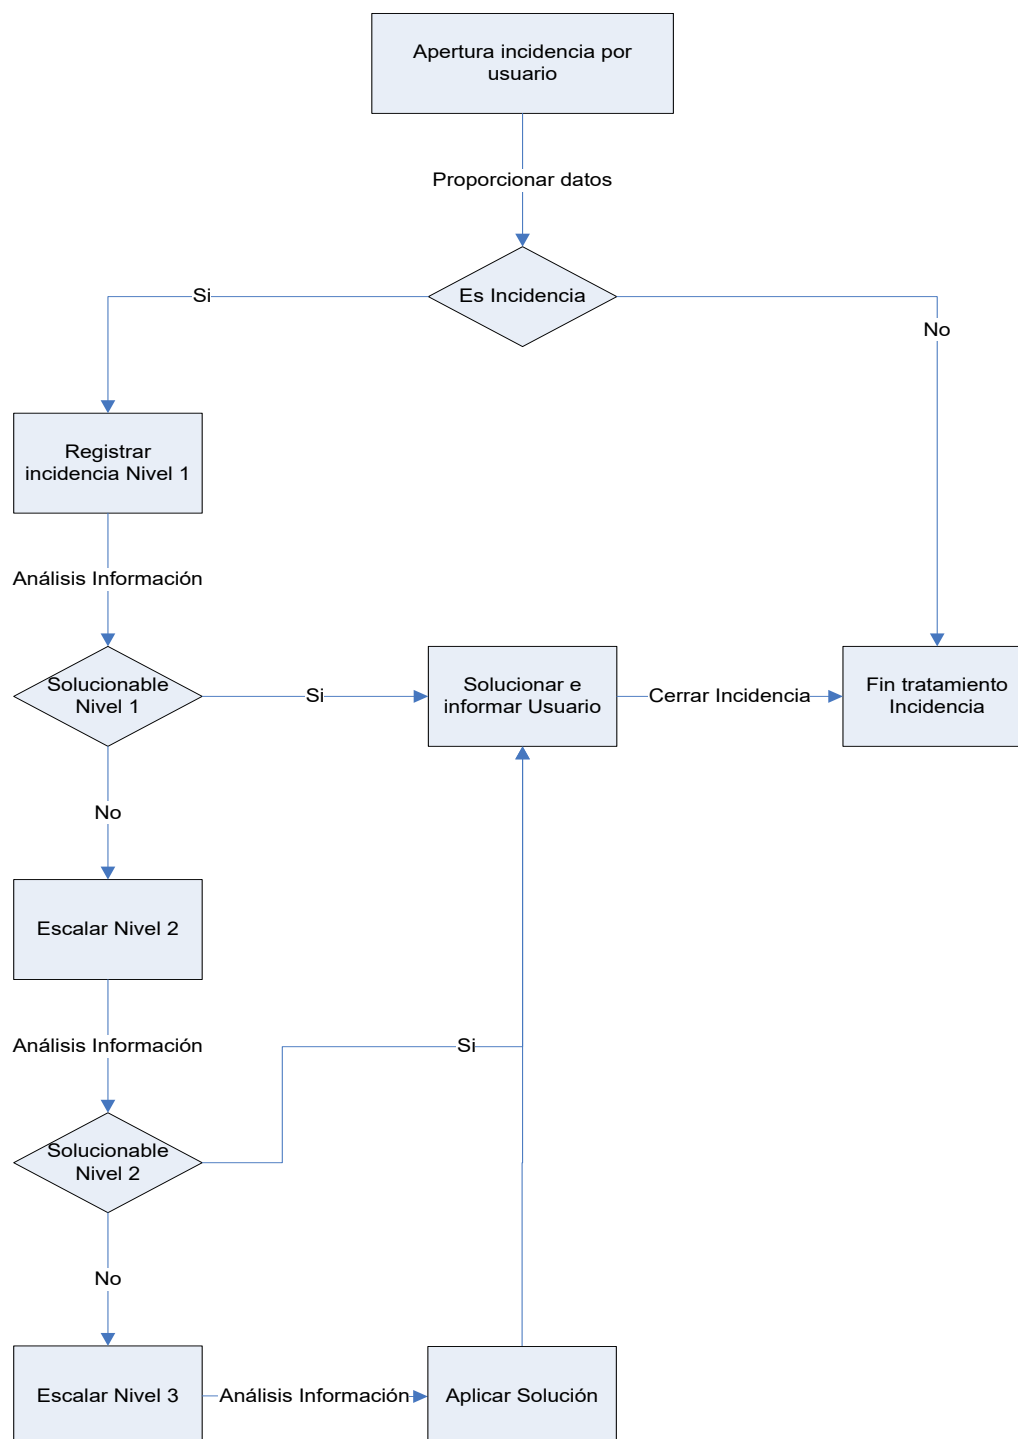 Apertura incidencia por
usuario
Proporcionar datos
Es Incidencia
Si
No
Registrar
incidencia Nivel 1
Análisis Información
Solucionable
Nivel 1
Si
Solucionar e
informar Usuario
Cerrar Incidencia
Fin tratamiento
Incidencia
No
Escalar Nivel 2
Análisis Información
Si
Solucionable
Nivel 2
No
Escalar Nivel 3
Análisis Información
Aplicar Solución